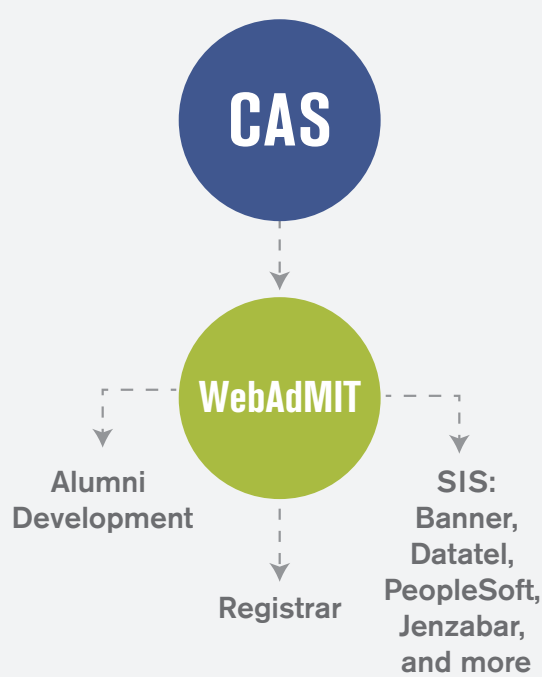 CAS
WebAdMIT
Alumni
Development
Registrar
SIS:
Banner,
Datatel,
PeopleSoft,
Jenzabar,
and more